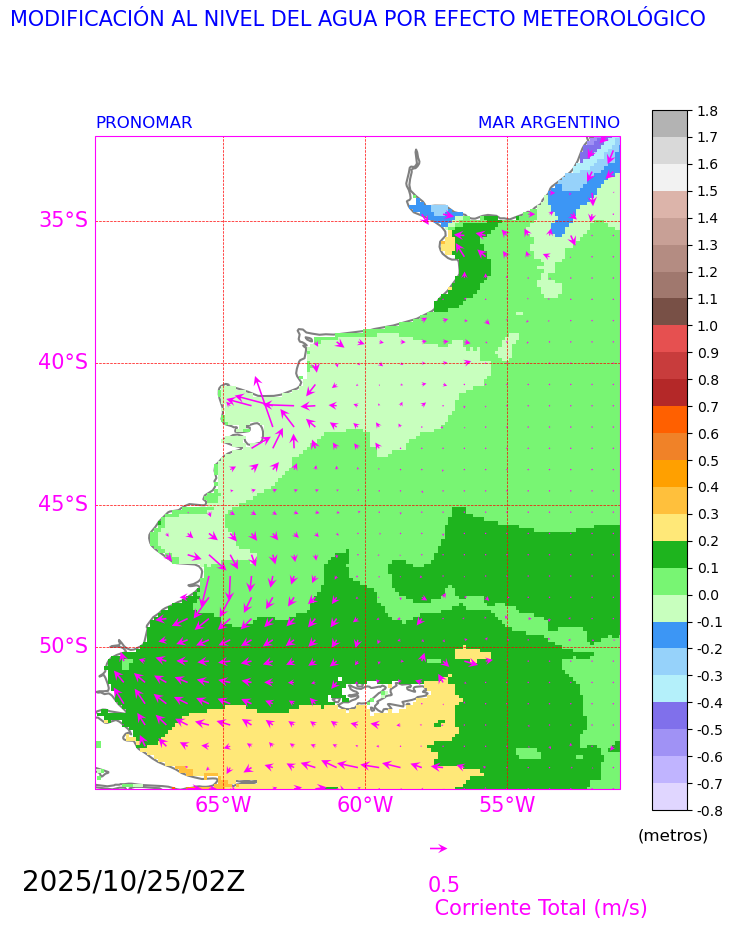 MODIFICACIÓN AL NIVEL DEL AGUA POR EFECTO METEOROLÓGICO
PRONOMAR MAR ARGENTINO
35°S
40°S
45°S
50°S
65°W 60°W 55°W
1.8
1.7
1.6
1.5
1.4
1.3
1.2
1.1
1.0
0.9
0.8
0.7
0.6
0.5
0.4
0.3
0.2
0.1
0.0
-0.1
-0.2
-0.3
-0.4
-0.5
-0.6
-0.7
-0.8
(metros)
2025/10/25/02Z
0.5
Corriente Total (m/s)